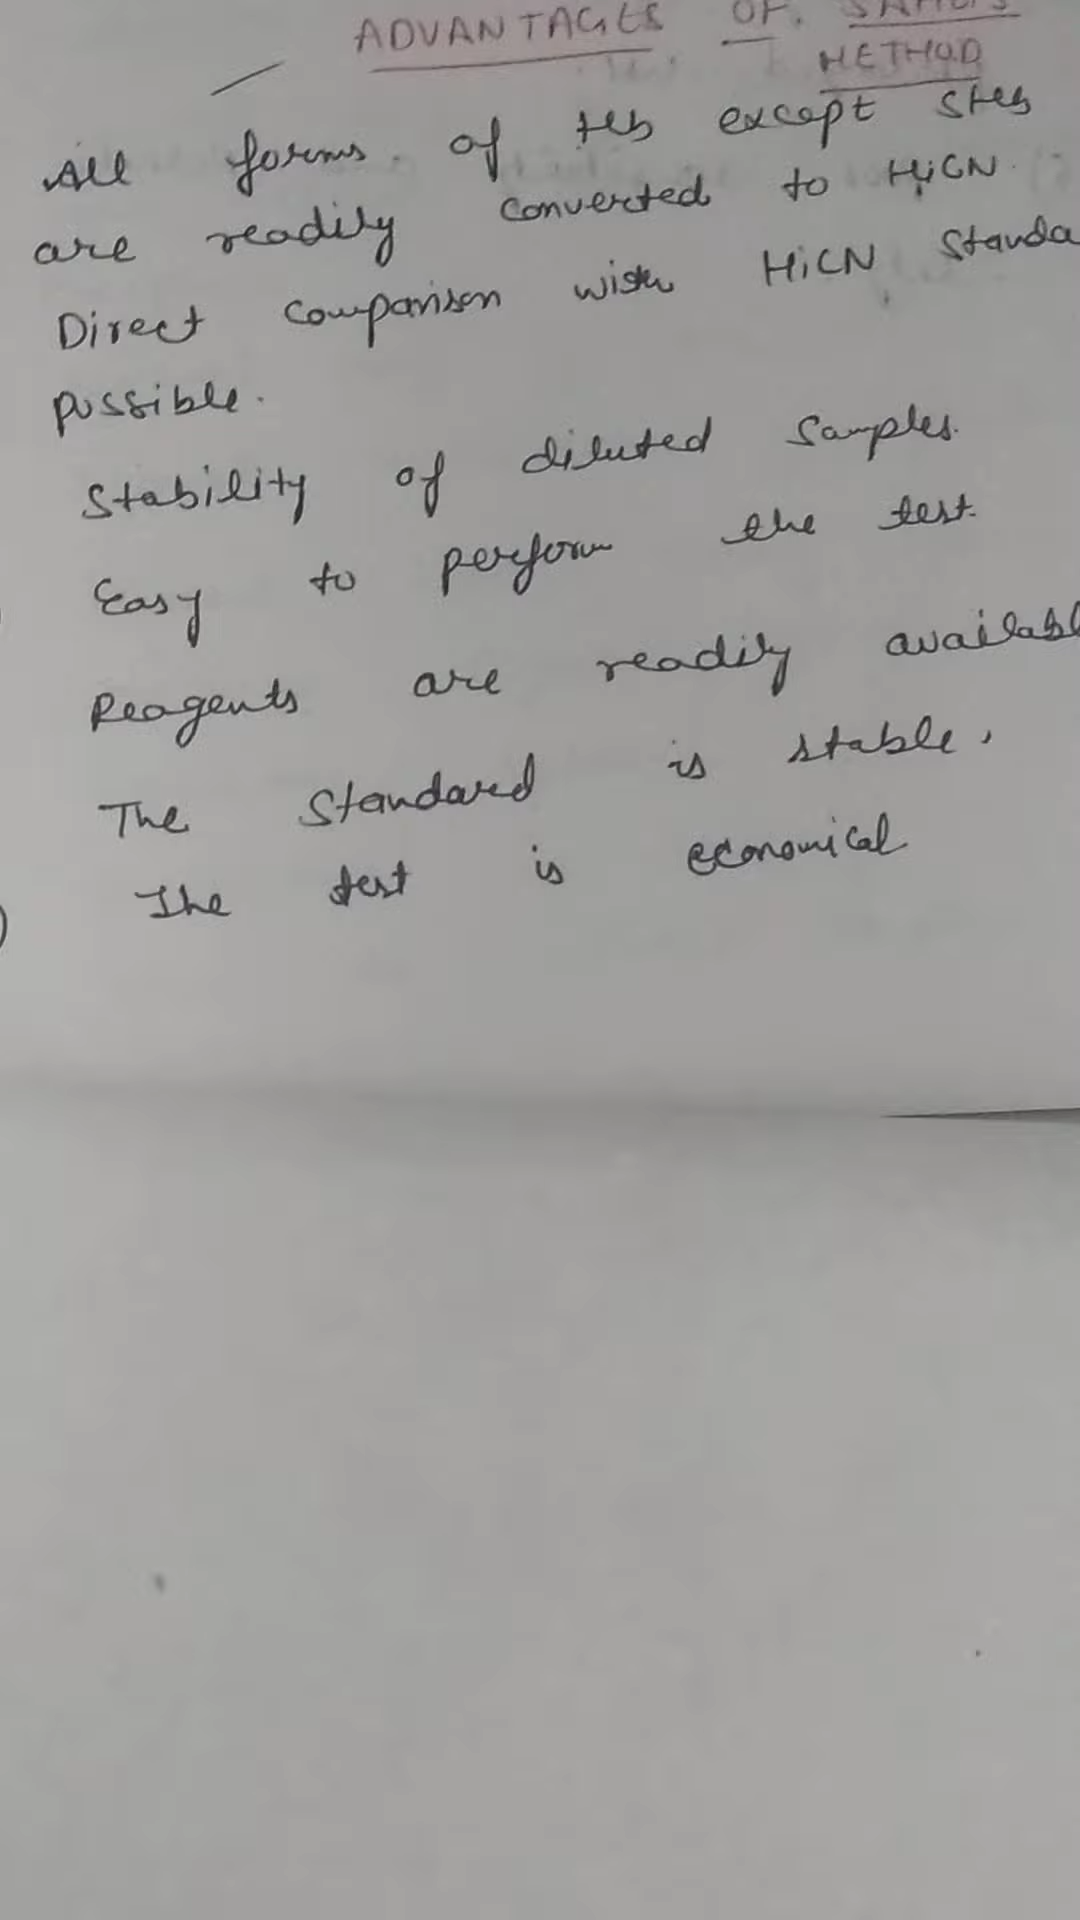 ADVANTAGES OF
METHOD
All forms of Hb except SHb
are readily converted to HiCN.
Direct comparison with HiCN Standa
possible.
Stability of diluted samples.
Easy to perform the test.
Reagents are readily availabl
The Standard is stable.
The test is economical